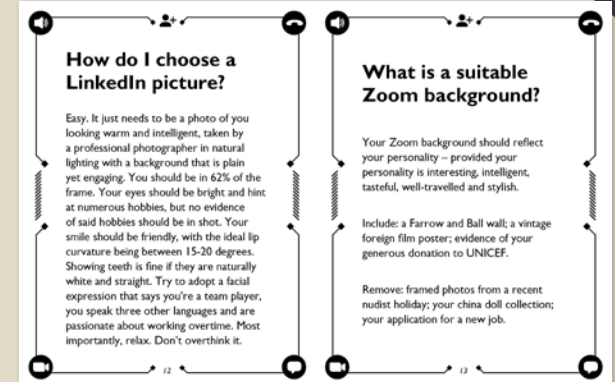 How do I choose a
LinkedIn picture?
Easy. It just needs to be a photo of you
looking warm and intelligent, taken by
a professional photographer in natural
lighting with a background that is plain
yet engaging. You should be in 62% of the
frame. Your eyes should be bright and hint
at numerous hobbies, but no evidence
of said hobbies should be in shot. Your
smile should be friendly, with the ideal lip
curvature being between 15-20 degrees.
Showing teeth is fine if they are naturally
white and straight. Try to adopt a facial
expression that says you're a team player,
you speak three other languages and are
passionate about working overtime. Most
importantly, relax. Don't overthink it.
12
What is a suitable
Zoom background?
Your Zoom background should reflect
your personality – provided your
personality is interesting, intelligent,
tasteful, well-travelled and stylish.
Include: a Farrow and Ball wall; a vintage
foreign film poster; evidence of your
generous donation to UNICEF.
Remove: framed photos from a recent
nudist holiday; your china doll collection;
your application for a new job.
13